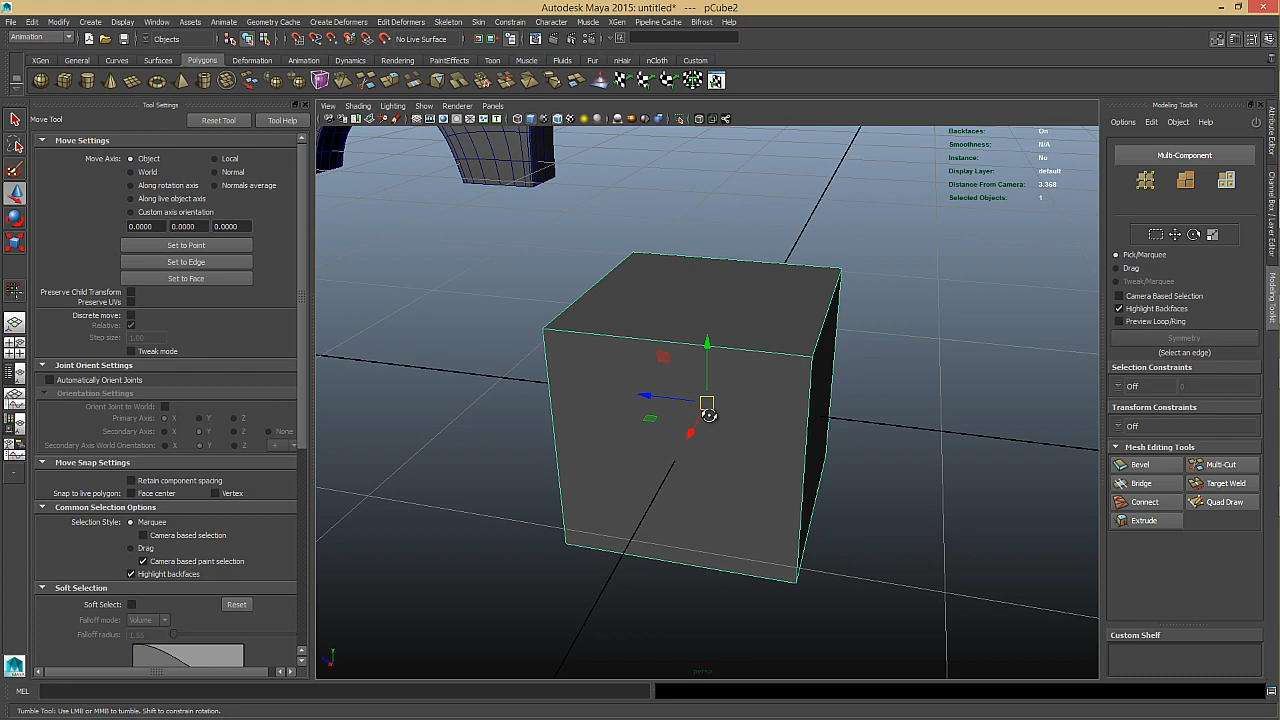 Autodesk Maya 2015: untitled* --- pCube2
Edit Modify Create Display Window Assets Animate Geometry Cache Create Deformers Edit Deformers Skeleton Skin Constrain Character Muscle XGen Pipeline Cache Bifrost Help
Animation Objects No Live Surface
XGen General Curves Surfaces Polygons Deformation Animation Dynamics Rendering PaintEffects Toon Muscle Fluids Fur nHair nCloth Custom
Tool Settings
Move Tool Reset Tool Tool Help
Move Settings
Move Axis: Object Local
World Normal
Along rotation axis Normals average
Along live object axis
Custom axis orientation
0.0000 0.0000 0.0000
Set to Point
Set to Edge
Set to Face
Preserve Child Transform
Preserve UVs
Discrete move:
Relative:
Step size: 1.00
Tweak mode
Joint Orient Settings
Automatically Orient Joints
Orientation Settings
Orient Joint to World:
Primary Axis: X Y Z
Secondary Axis: X Y Z None
Secondary Axis World Orientation: X Y Z +
Move Snap Settings
Retain component spacing
Snap to live polygon: Face center Vertex
Common Selection Options
Selection Style: Marquee
Camera based selection
Drag
Camera based paint selection
Highlight backfaces
Soft Selection
Soft Select: Reset
Falloff mode: Volume
Falloff radius: 1.55
View Shading Lighting Show Renderer Panels
Backfaces: On
Smoothness: N/A
Instance: No
Display Layer: default
Distance From Camera: 3.368
Selected Objects: 1
persp
Modeling Toolkit
Options Edit Object Help
Multi-Component
Pick/Marquee
Drag
Tweak/Marquee
Camera Based Selection
Highlight Backfaces
Preview Loop/Ring
Symmetry
(Select an edge)
Selection Constraints
Off 0
Transform Constraints
Off
Mesh Editing Tools
Bevel Multi-Cut
Bridge Target Weld
Connect Quad Draw
Extrude
Custom Shelf
Attribute Editor
Channel Box / Layer Editor
Modeling Toolkit
MEL
Tumble Tool: Use LMB or MMB to tumble. Shift to constrain rotation.